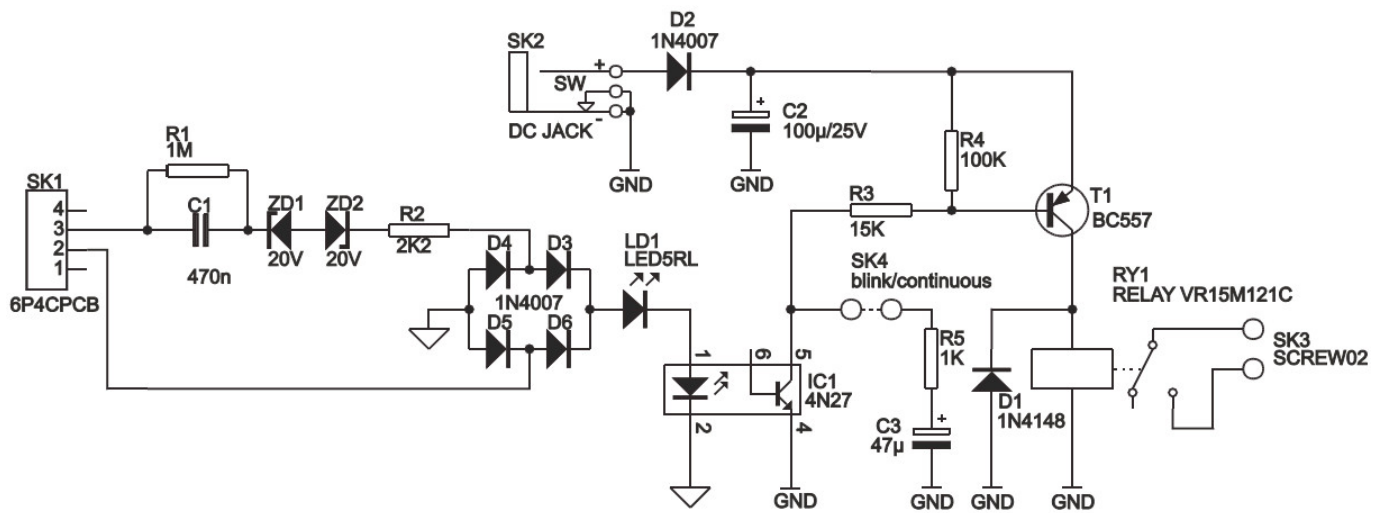 D2
1N4007
SK2
+
SW
-
DC JACK
GND
+
C2
100µ/25V
GND
R4
100K
T1
BC557
R3
15K
R1
1M
SK1
4
3
2
1
6P4CPCB
C1
470n
ZD1
20V
ZD2
20V
R2
2K2
D4
D3
1N4007
D5
D6
LD1
LED5RL
SK4
blink/continuous
RY1
RELAY VR15M121C
SK3
SCREW02
1
6
5
IC1
4N27
2
4
R5
1K
+
C3
47µ
D1
1N4148
GND
GND
GND
GND